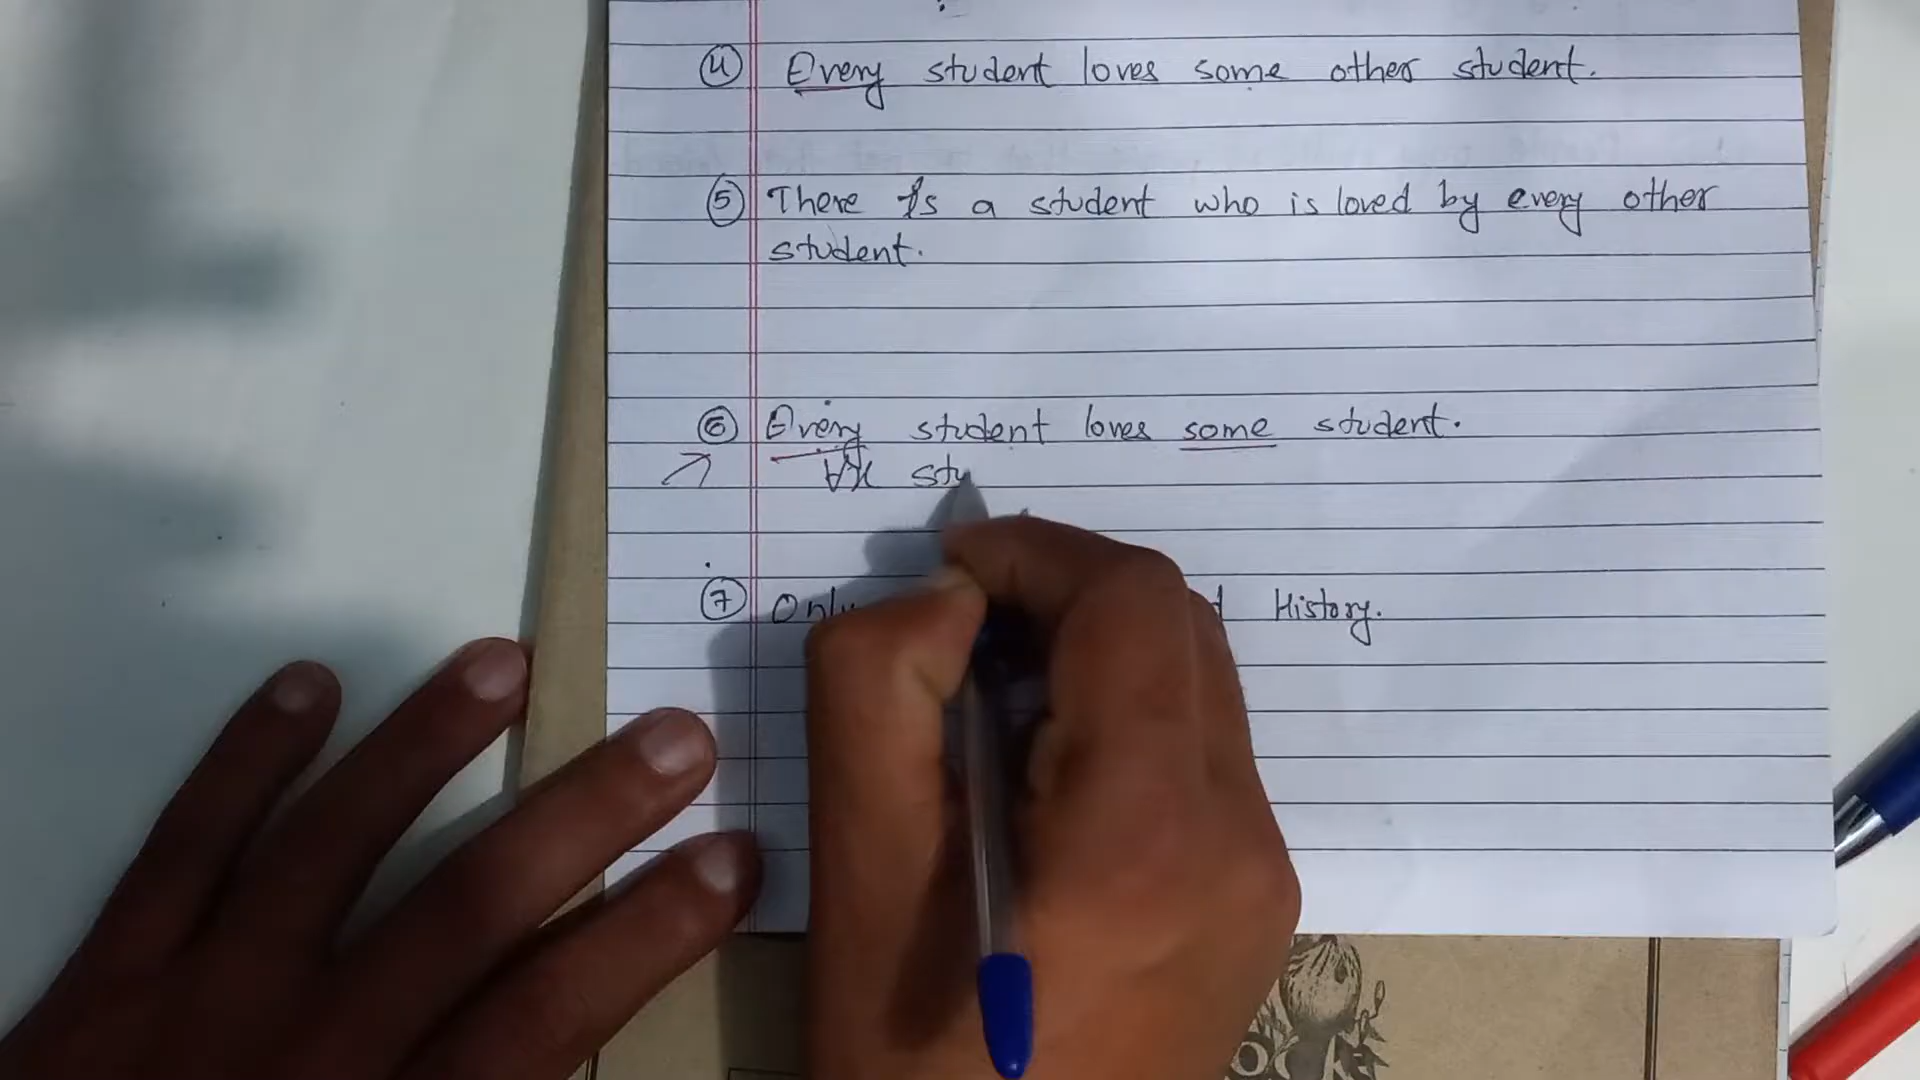 ④ Every student loves some other student.
⑤ There Is a student who is loved by every other
student.
⑥ Every student loves some student.
∀x stu
⑦ Only History.